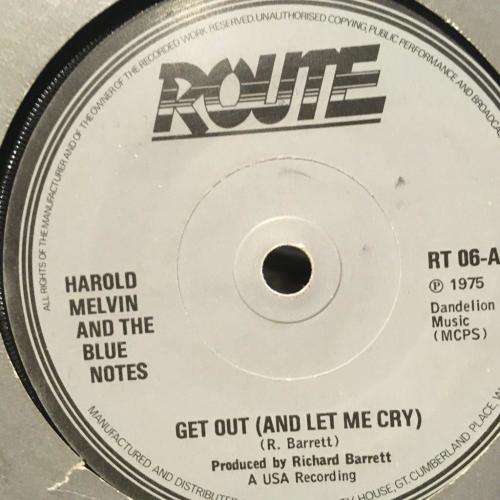 ALL RIGHTS OF THE MANUFACTURER AND OF THE OWNER OF THE RECORDED WORK RESERVED. UNAUTHORISED COPYING, PUBLIC PERFORMANCE AND BROADCA
ROUTE
RT 06-A
℗ 1975
Dandelion
Music
(MCPS)
HAROLD
MELVIN
AND THE
BLUE
NOTES
GET OUT (AND LET ME CRY)
(R. Barrett)
Produced by Richard Barrett
A USA Recording
MANUFACTURED AND DISTRIBUTED
HOUSE, GT. CUMBERLAND PLACE, W